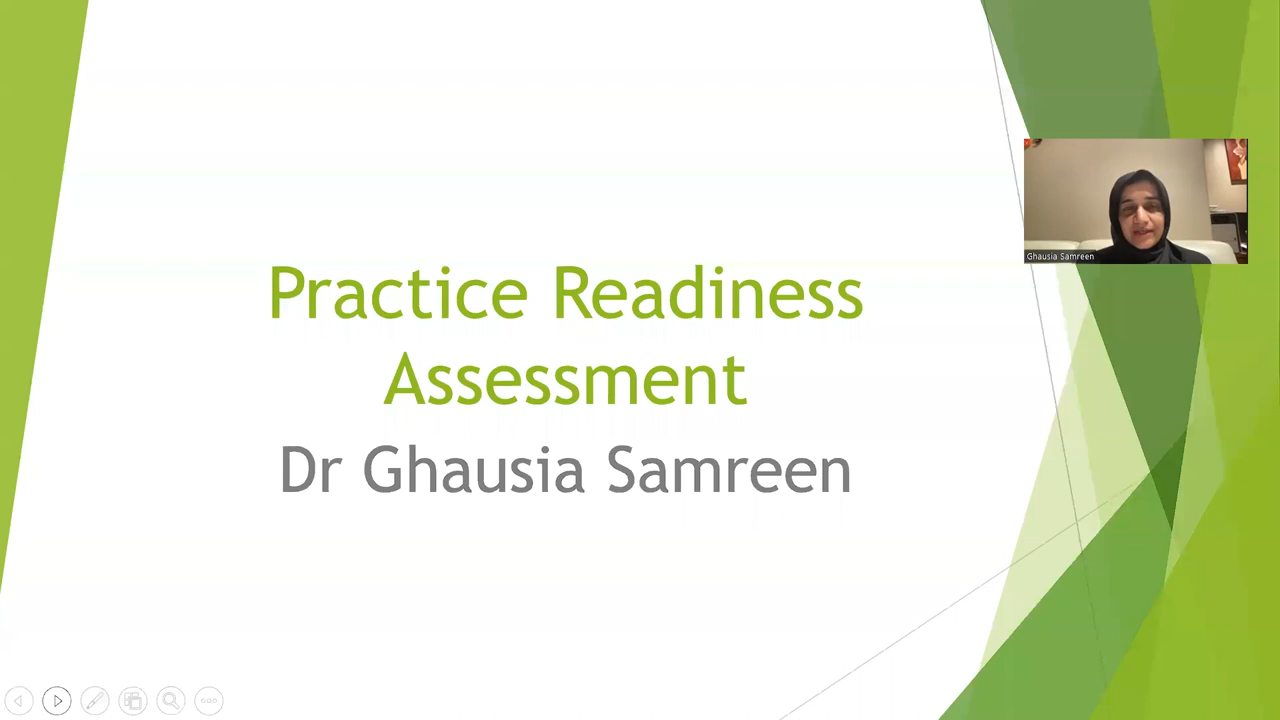 Practice Readiness
Assessment
Dr Ghausia Samreen
Ghausia Samreen